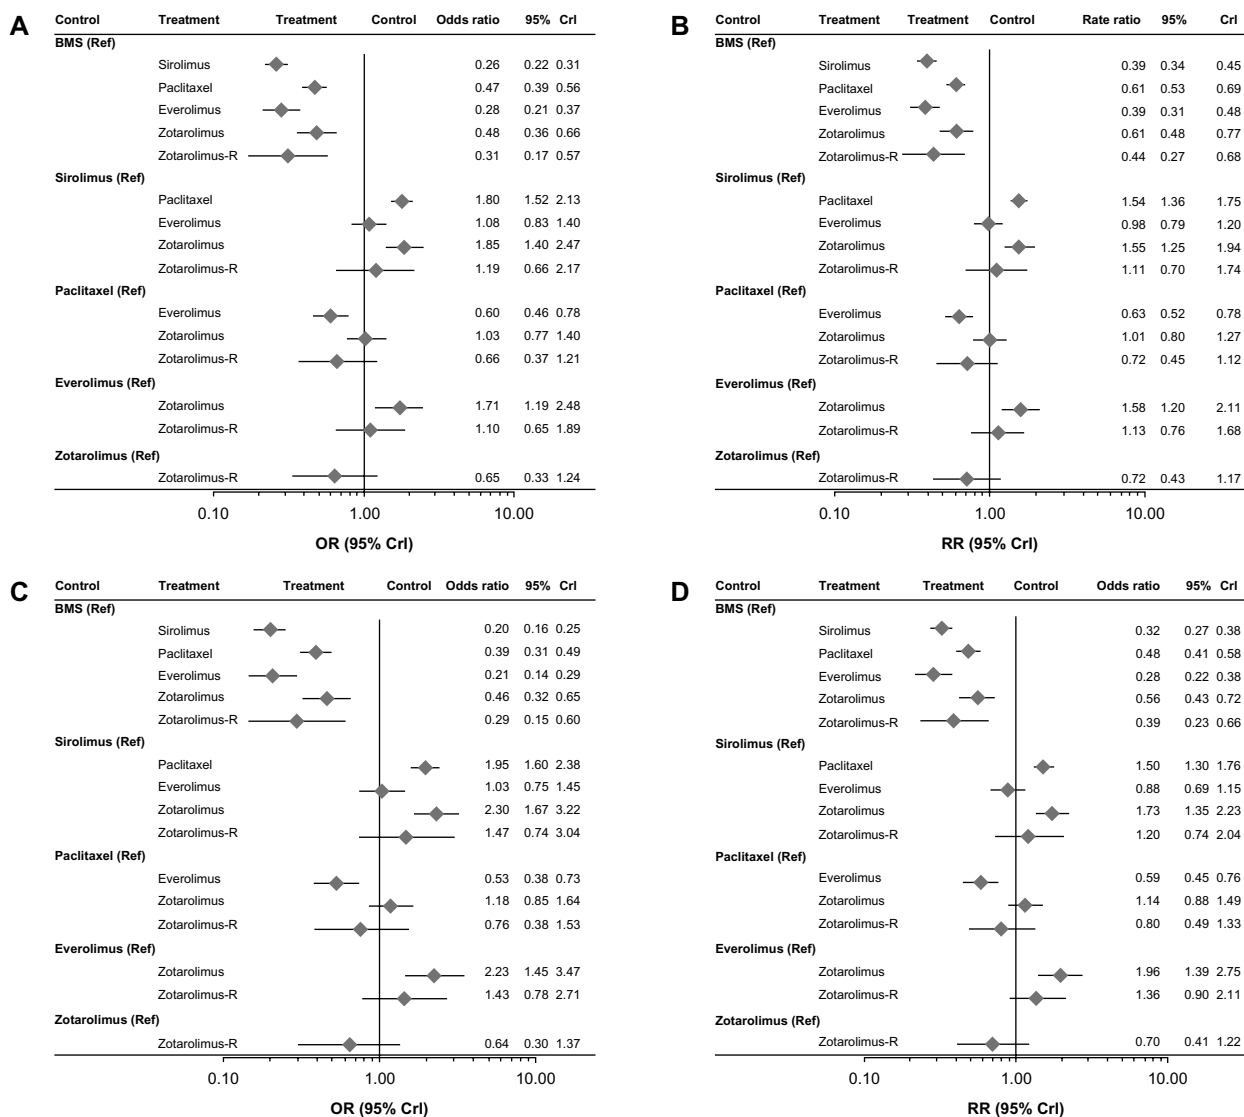 A
Control Treatment Treatment Control Odds ratio 95% Crl
BMS (Ref)
Sirolimus 0.26 0.22 0.31
Paclitaxel 0.47 0.39 0.56
Everolimus 0.28 0.21 0.37
Zotarolimus 0.48 0.36 0.66
Zotarolimus-R 0.31 0.17 0.57
Sirolimus (Ref)
Paclitaxel 1.80 1.52 2.13
Everolimus 1.08 0.83 1.40
Zotarolimus 1.85 1.40 2.47
Zotarolimus-R 1.19 0.66 2.17
Paclitaxel (Ref)
Everolimus 0.60 0.46 0.78
Zotarolimus 1.03 0.77 1.40
Zotarolimus-R 0.66 0.37 1.21
Everolimus (Ref)
Zotarolimus 1.71 1.19 2.48
Zotarolimus-R 1.10 0.65 1.89
Zotarolimus (Ref)
Zotarolimus-R 0.65 0.33 1.24
0.10 1.00 10.00
OR (95% Crl)
B
Control Treatment Treatment Control Rate ratio 95% Crl
BMS (Ref)
Sirolimus 0.39 0.34 0.45
Paclitaxel 0.61 0.53 0.69
Everolimus 0.39 0.31 0.48
Zotarolimus 0.61 0.48 0.77
Zotarolimus-R 0.44 0.27 0.68
Sirolimus (Ref)
Paclitaxel 1.54 1.36 1.75
Everolimus 0.98 0.79 1.20
Zotarolimus 1.55 1.25 1.94
Zotarolimus-R 1.11 0.70 1.74
Paclitaxel (Ref)
Everolimus 0.63 0.52 0.78
Zotarolimus 1.01 0.80 1.27
Zotarolimus-R 0.72 0.45 1.12
Everolimus (Ref)
Zotarolimus 1.58 1.20 2.11
Zotarolimus-R 1.13 0.76 1.68
Zotarolimus (Ref)
Zotarolimus-R 0.72 0.43 1.17
0.10 1.00 10.00
RR (95% Crl)
C
Control Treatment Treatment Control Odds ratio 95% Crl
BMS (Ref)
Sirolimus 0.20 0.16 0.25
Paclitaxel 0.39 0.31 0.49
Everolimus 0.21 0.14 0.29
Zotarolimus 0.46 0.32 0.65
Zotarolimus-R 0.29 0.15 0.60
Sirolimus (Ref)
Paclitaxel 1.95 1.60 2.38
Everolimus 1.03 0.75 1.45
Zotarolimus 2.30 1.67 3.22
Zotarolimus-R 1.47 0.74 3.04
Paclitaxel (Ref)
Everolimus 0.53 0.38 0.73
Zotarolimus 1.18 0.85 1.64
Zotarolimus-R 0.76 0.38 1.53
Everolimus (Ref)
Zotarolimus 2.23 1.45 3.47
Zotarolimus-R 1.43 0.78 2.71
Zotarolimus (Ref)
Zotarolimus-R 0.64 0.30 1.37
0.10 1.00 10.00
OR (95% Crl)
D
Control Treatment Treatment Control Odds ratio 95% Crl
BMS (Ref)
Sirolimus 0.32 0.27 0.38
Paclitaxel 0.48 0.41 0.58
Everolimus 0.28 0.22 0.38
Zotarolimus 0.56 0.43 0.72
Zotarolimus-R 0.39 0.23 0.66
Sirolimus (Ref)
Paclitaxel 1.50 1.30 1.76
Everolimus 0.88 0.69 1.15
Zotarolimus 1.73 1.35 2.23
Zotarolimus-R 1.20 0.74 2.04
Paclitaxel (Ref)
Everolimus 0.59 0.45 0.76
Zotarolimus 1.14 0.88 1.49
Zotarolimus-R 0.80 0.49 1.33
Everolimus (Ref)
Zotarolimus 1.96 1.39 2.75
Zotarolimus-R 1.36 0.90 2.11
Zotarolimus (Ref)
Zotarolimus-R 0.70 0.41 1.22
0.10 1.00 10.00
RR (95% Crl)